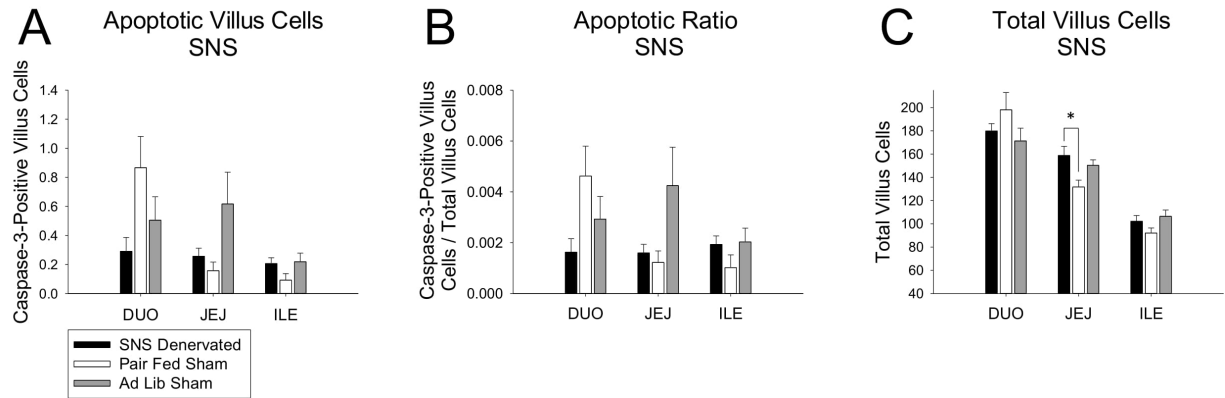 A
Apoptotic Villus Cells
SNS
Caspase-3-Positive Villus Cells
1.4
1.2
1.0
0.8
0.6
0.4
0.2
0.0
DUO JEJ ILE
SNS Denervated
Pair Fed Sham
Ad Lib Sham
B
Apoptotic Ratio
SNS
Caspase-3-Positive Villus
Cells / Total Villus Cells
0.008
0.006
0.004
0.002
0.000
DUO JEJ ILE
C
Total Villus Cells
SNS
Total Villus Cells
200
180
160
140
120
100
80
60
40
*
DUO JEJ ILE